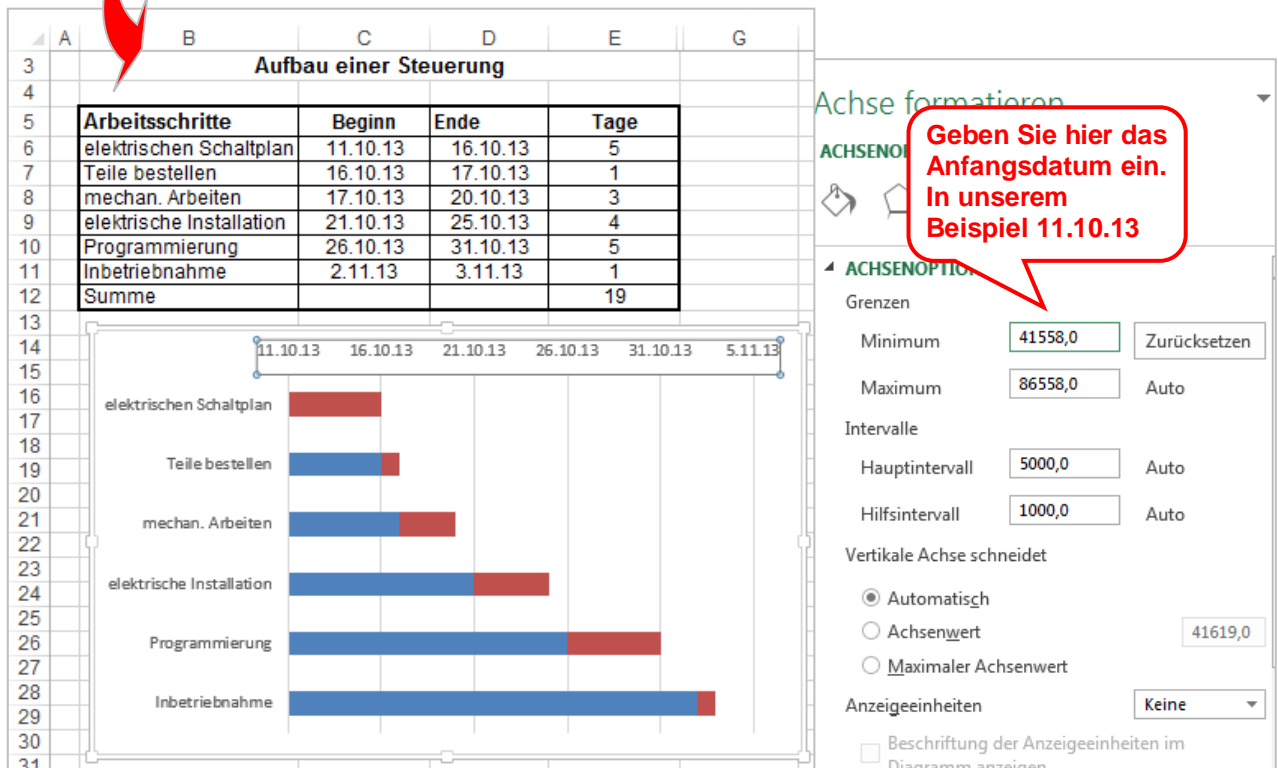 A B C D E G
3 Aufbau einer Steuerung
4
5 Arbeitsschritte Beginn Ende Tage
6 elektrischen Schaltplan 11.10.13 16.10.13 5
7 Teile bestellen 16.10.13 17.10.13 1
8 mechan. Arbeiten 17.10.13 20.10.13 3
9 elektrische Installation 21.10.13 25.10.13 4
10 Programmierung 26.10.13 31.10.13 5
11 Inbetriebnahme 2.11.13 3.11.13 1
12 Summe 19
13
14
15
16
17
18
19
20
21
22
23
24
25
26
27
28
29
30
31
11.10.13 16.10.13 21.10.13 26.10.13 31.10.13 5.11.13
elektrischen Schaltplan
Teile bestellen
mechan. Arbeiten
elektrische Installation
Programmierung
Inbetriebnahme
Achse formatieren
ACHSENO
Geben Sie hier das
Anfangsdatum ein.
In unserem
Beispiel 11.10.13
ACHSENOPTION
Grenzen
Minimum 41558,0 Zurücksetzen
Maximum 86558,0 Auto
Intervalle
Hauptintervall 5000,0 Auto
Hilfsintervall 1000,0 Auto
Vertikale Achse schneidet
Automatisch
Achsenwert 41619,0
Maximaler Achsenwert
Anzeigeeinheiten Keine
Beschriftung der Anzeigeeinheiten im
Diagramm anzeigen